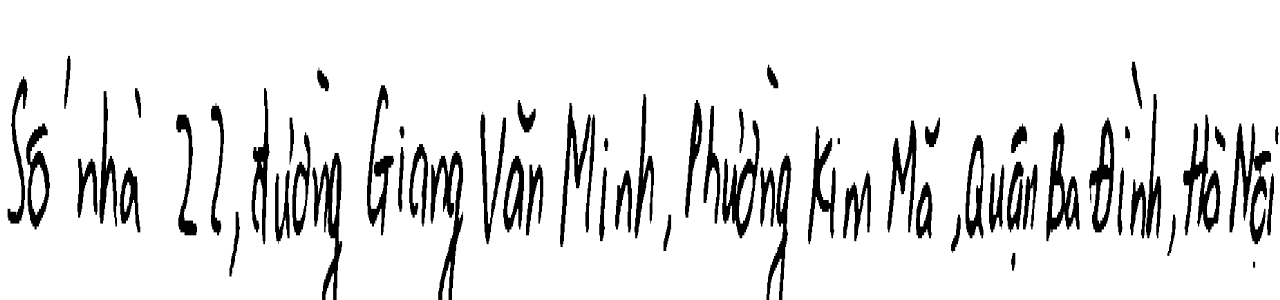 Số nhà 22, đường Giang Văn Minh, Phường Kim Mã, Quận Ba Đình, Hà Nội